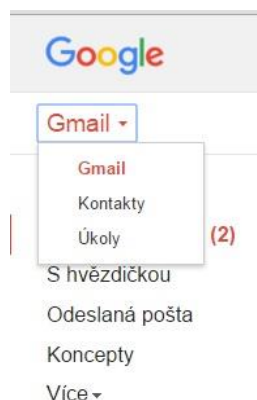 Google
Gmail
Gmail
Kontakty
Úkoly
(2)
S hvězdičkou
Odeslaná pošta
Koncepty
Více